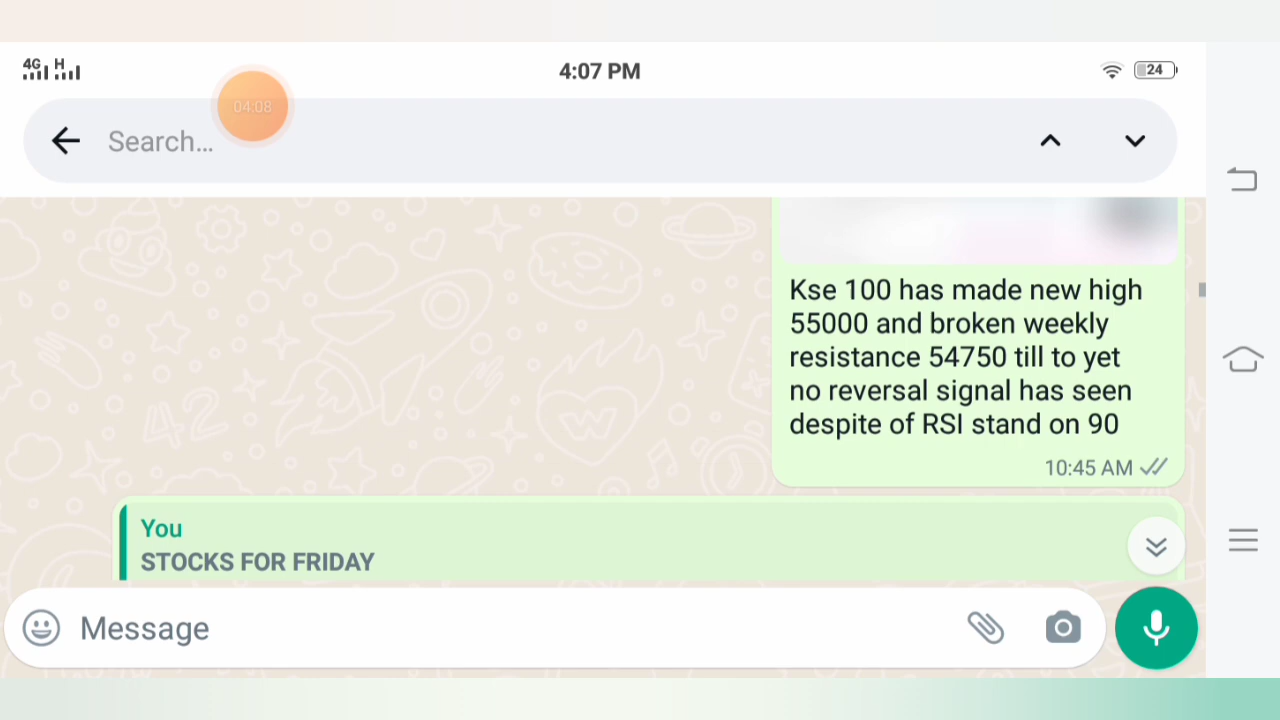 4G H 4:07 PM 24
04:08
Search...
Kse 100 has made new high
55000 and broken weekly
resistance 54750 till to yet
no reversal signal has seen
despite of RSI stand on 90
10:45 AM
You
STOCKS FOR FRIDAY
Message